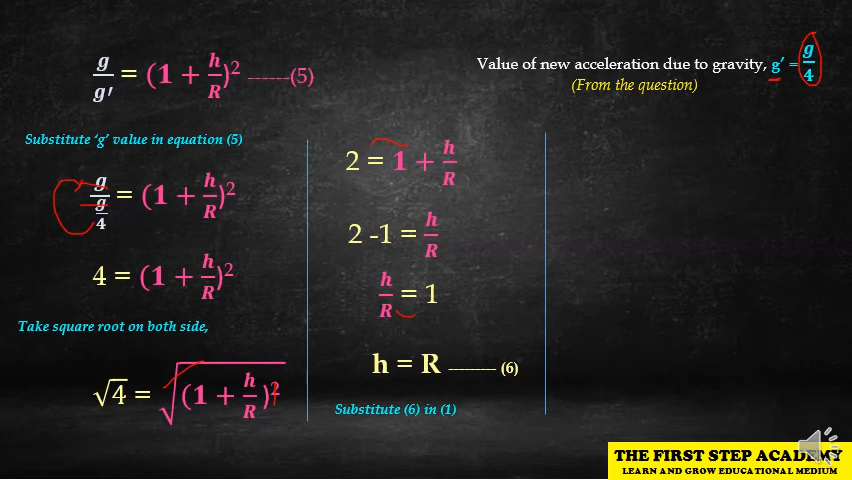 g/g′ = (1 + h/R)² ------(5)
Substitute ‘g’ value in equation (5)
g/(g/4) = (1 + h/R)²
4 = (1 + h/R)²
Take square root on both side,
√4 = √(1 + h/R)²
2 = 1 + h/R
2 -1 = h/R
h/R = 1
h = R ---------- (6)
Substitute (6) in (1)
Value of new acceleration due to gravity, g′ = g/4
(From the question)
THE FIRST STEP ACADEMY
LEARN AND GROW EDUCATIONAL MEDIUM